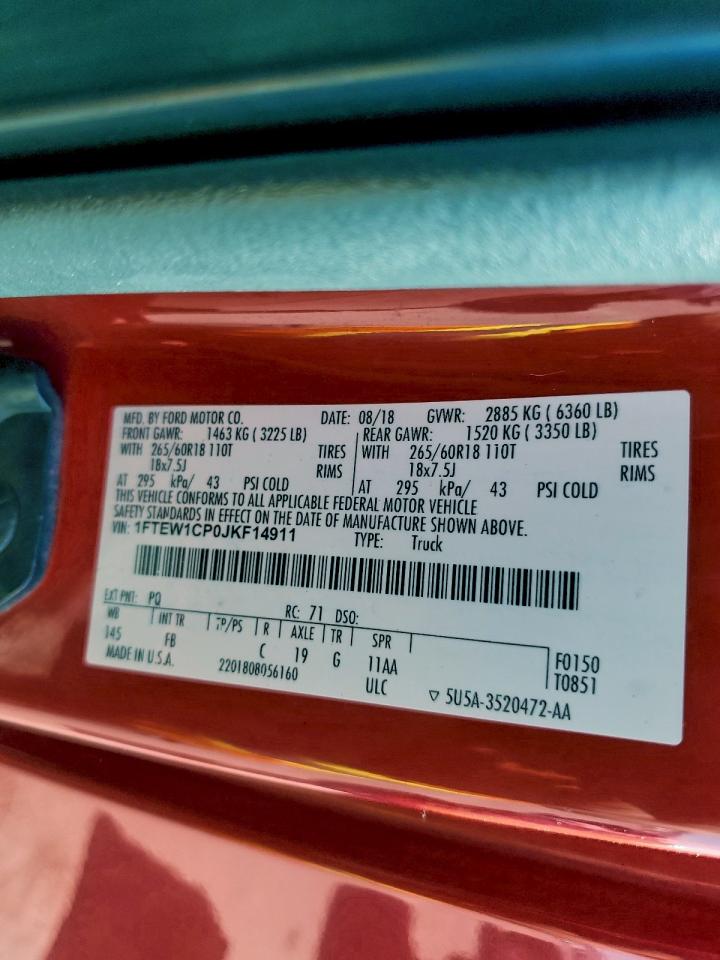 MFD. BY FORD MOTOR CO. DATE: 08/18 GVWR: 2885 KG ( 6360 LB)
FRONT GAWR: 1463 KG ( 3225 LB) REAR GAWR: 1520 KG ( 3350 LB)
WITH 265/60R18 110T TIRES WITH 265/60R18 110T TIRES
18x7.5J RIMS 18x7.5J RIMS
AT 295 kPa/ 43 PSI COLD AT 295 kPa/ 43 PSI COLD
THIS VEHICLE CONFORMS TO ALL APPLICABLE FEDERAL MOTOR VEHICLE
SAFETY STANDARDS IN EFFECT ON THE DATE OF MANUFACTURE SHOWN ABOVE.
VIN: 1FTEW1CP0JKF14911 TYPE: Truck
EXT PNT: PQ RC: 71 DSO:
WB INT TR TP/PS R AXLE TR SPR
145 FB C 19 G 11AA F0150
MADE IN U.S.A. 2201808056160 ULC T0851
▽ 5U5A-3520472-AA